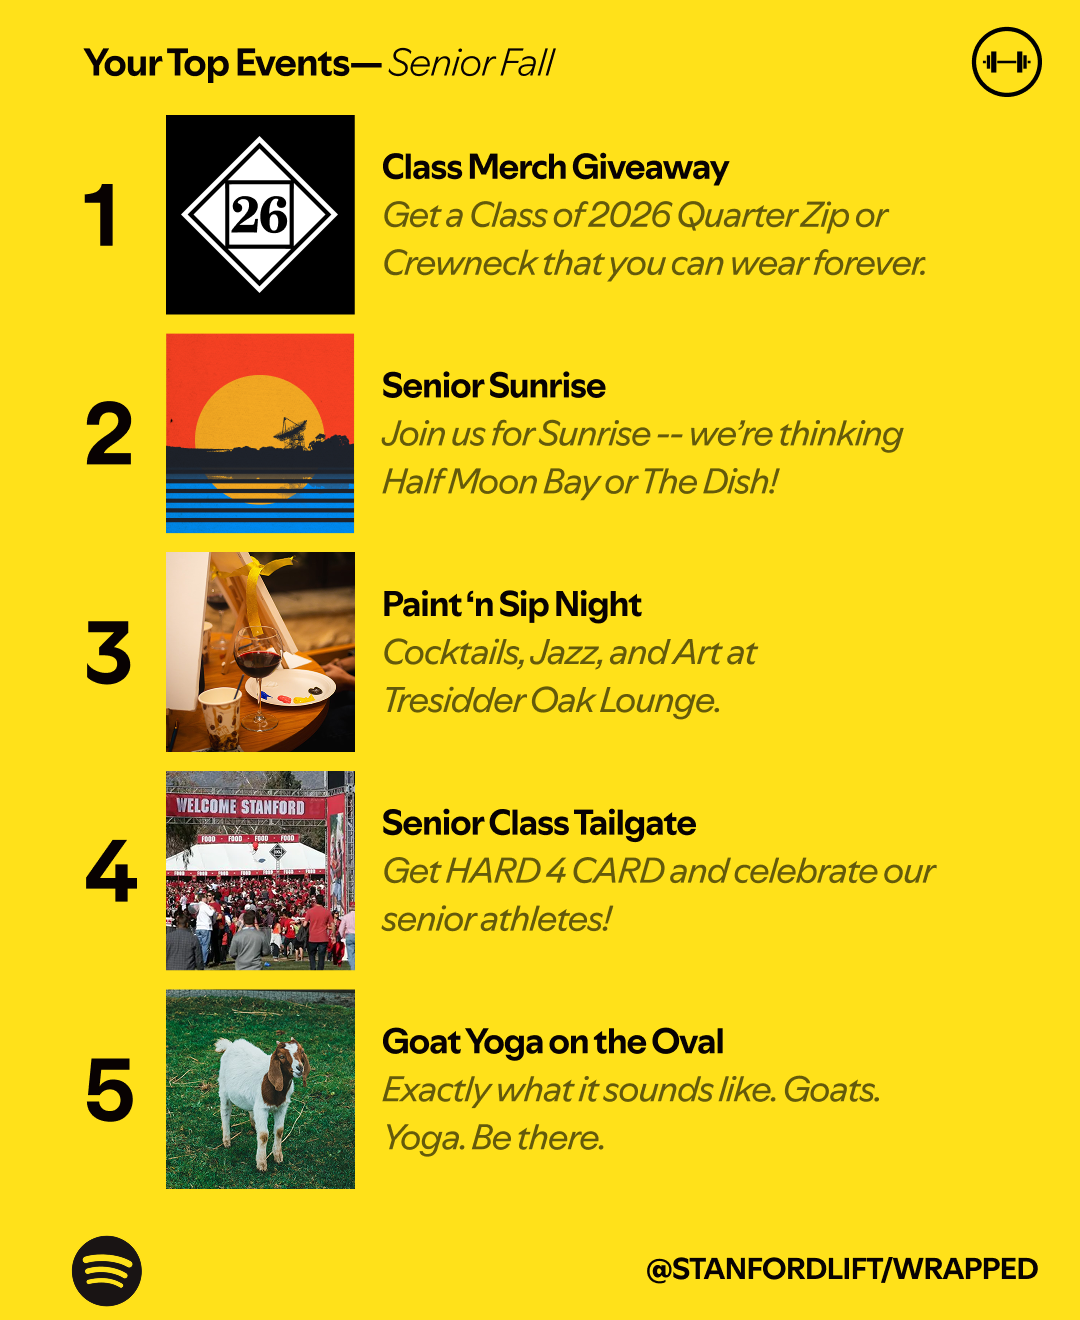 Your Top Events— Senior Fall
1
26
Class Merch Giveaway
Get a Class of 2026 Quarter Zip or
Crewneck that you can wear forever.
2
Senior Sunrise
Join us for Sunrise -- we’re thinking
Half Moon Bay or The Dish!
3
Paint ‘n Sip Night
Cocktails, Jazz, and Art at
Tresidder Oak Lounge.
4
WELCOME STANFORD
FOOD - FOOD - FOOD - FOOD
Senior Class Tailgate
Get HARD 4 CARD and celebrate our
senior athletes!
5
Goat Yoga on the Oval
Exactly what it sounds like. Goats.
Yoga. Be there.
@STANFORDLIFT/WRAPPED